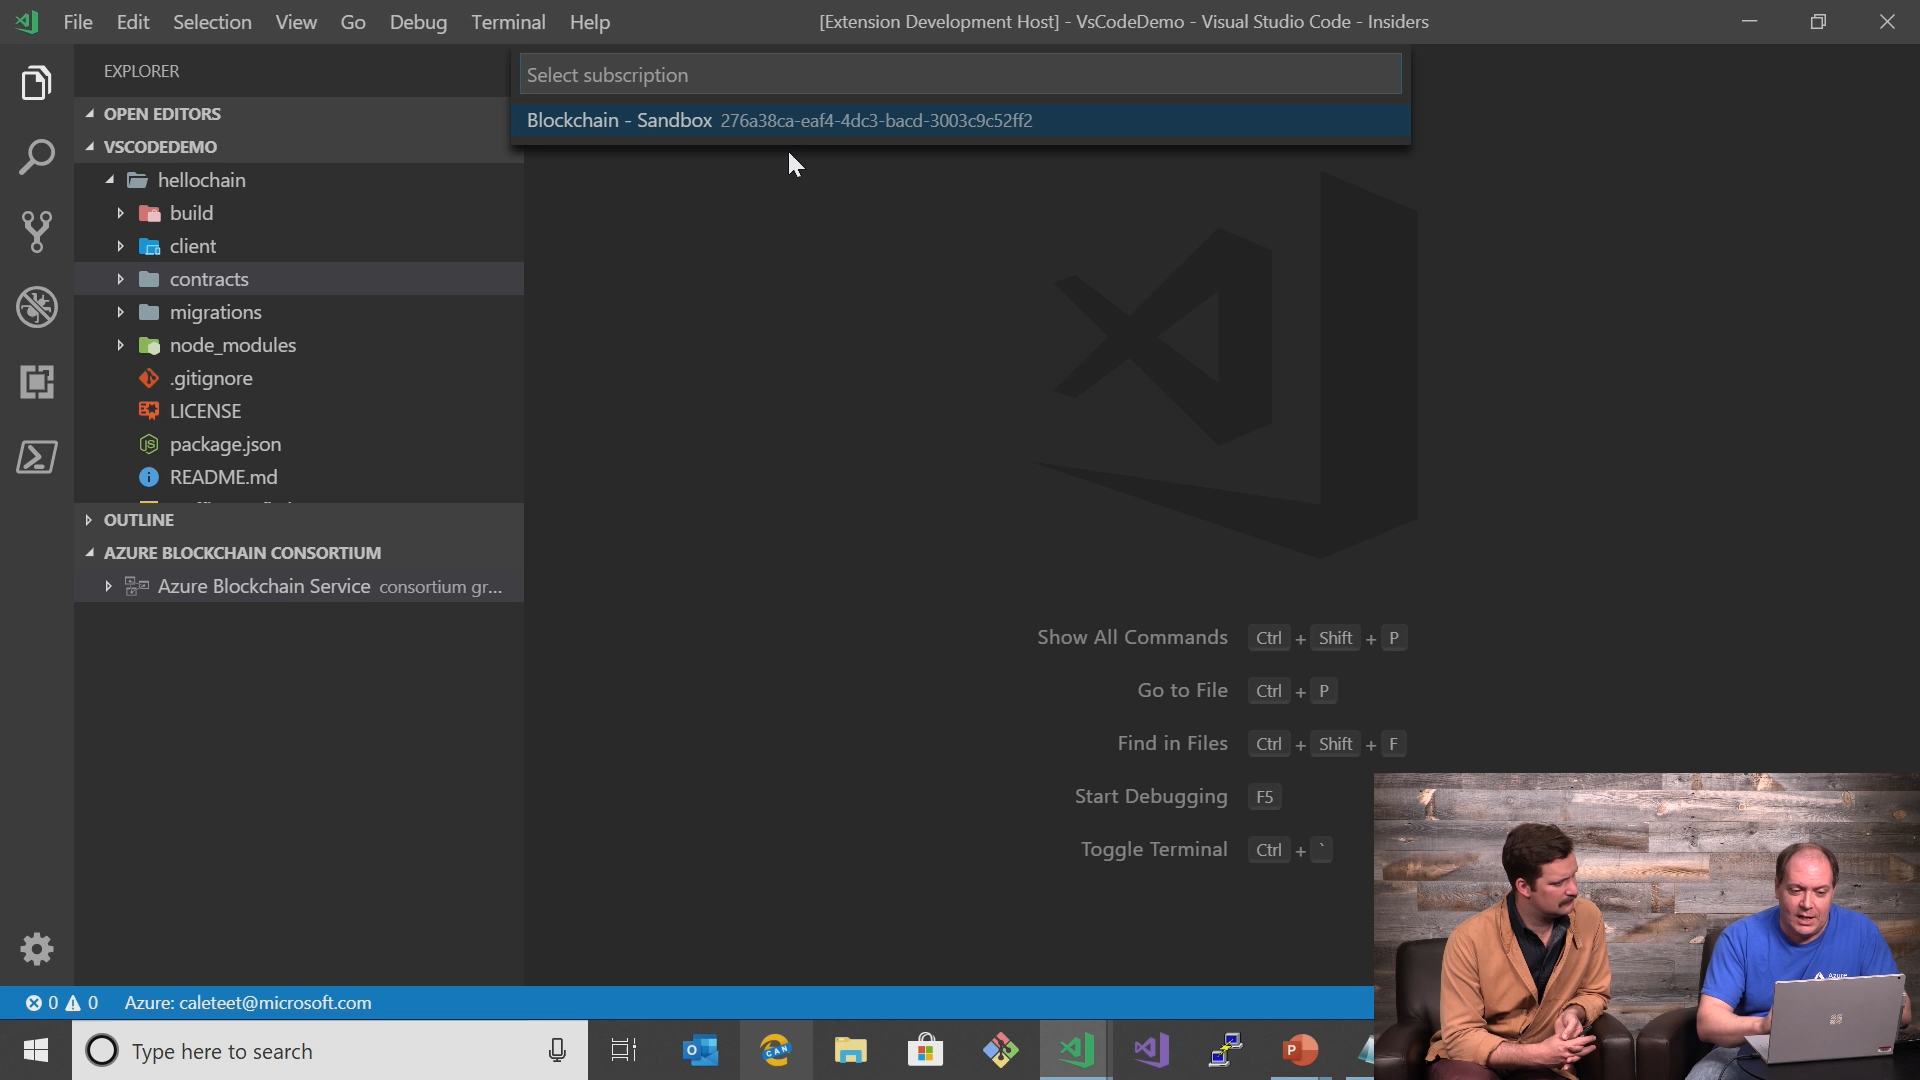 File Edit Selection View Go Debug Terminal Help
[Extension Development Host] - VsCodeDemo - Visual Studio Code - Insiders
EXPLORER
Select subscription
Blockchain - Sandbox 276a38ca-eaf4-4dc3-bacd-3003c9c52ff2
OPEN EDITORS
VSCODEDEMO
hellochain
build
client
contracts
migrations
node_modules
.gitignore
LICENSE
package.json
README.md
OUTLINE
AZURE BLOCKCHAIN CONSORTIUM
Azure Blockchain Service consortium gr...
Show All Commands Ctrl + Shift + P
Go to File Ctrl + P
Find in Files Ctrl + Shift + F
Start Debugging F5
Toggle Terminal Ctrl + `
0 0 Azure: caleteet@microsoft.com
Type here to search
CAN
Azure